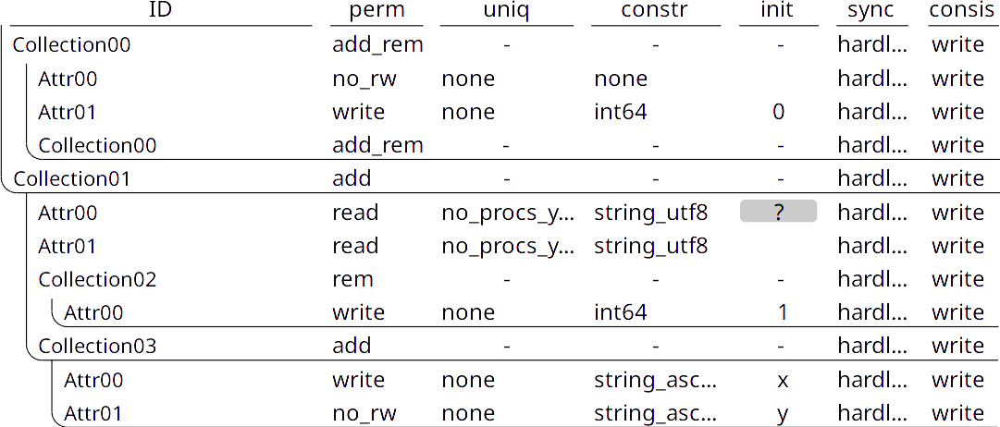 ID perm uniq constr init sync consis
Collection00 add_rem - - - hardl... write
Attr00 no_rw none none hardl... write
Attr01 write none int64 0 hardl... write
Collection00 add_rem - - - hardl... write
Collection01 add - - - hardl... write
Attr00 read no_procs_y... string_utf8 ? hardl... write
Attr01 read no_procs_y... string_utf8 hardl... write
Collection02 rem - - - hardl... write
Attr00 write none int64 1 hardl... write
Collection03 add - - - hardl... write
Attr00 write none string_asc... x hardl... write
Attr01 no_rw none string_asc... y hardl... write